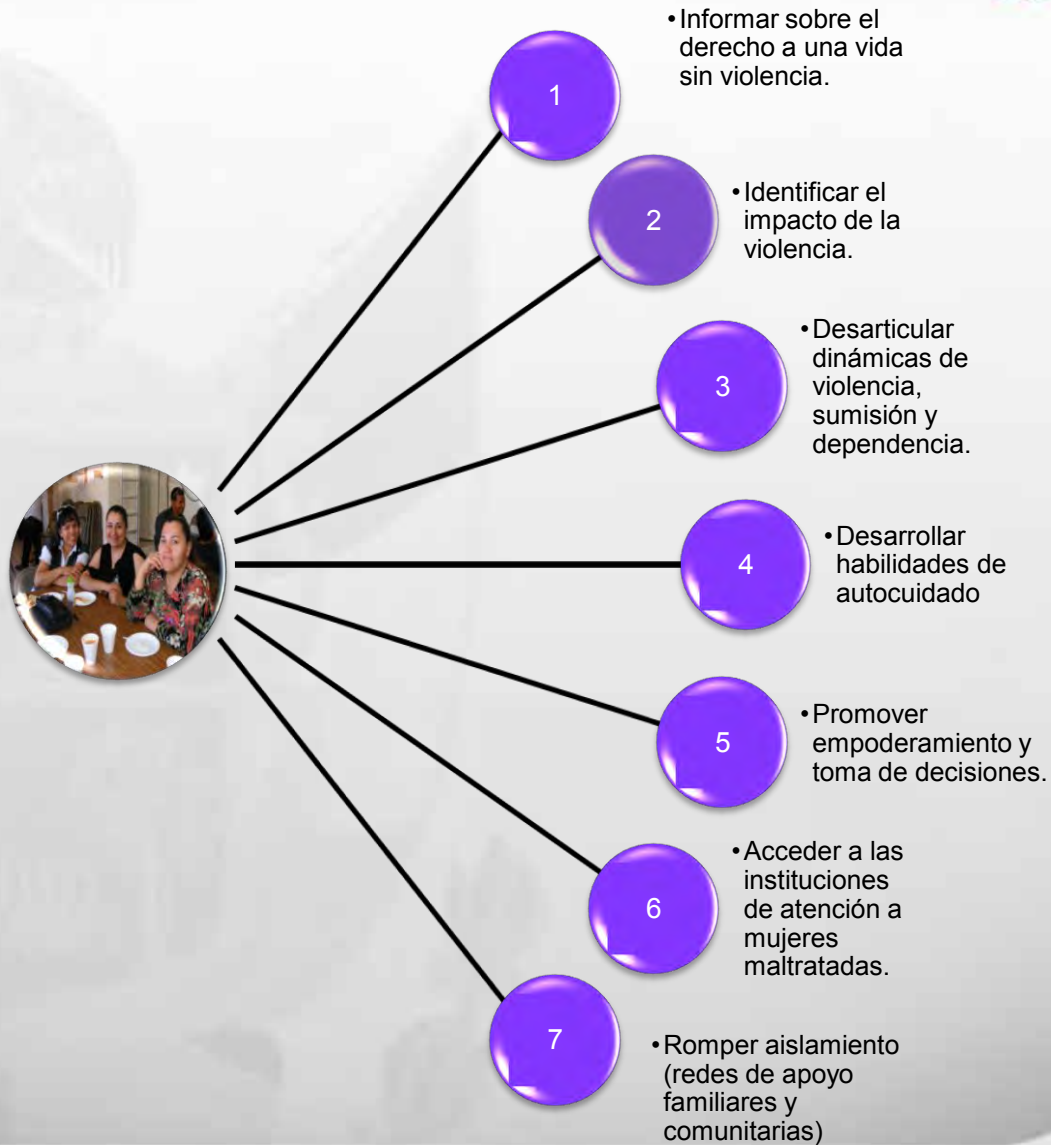 •Informar sobre el
derecho a una vida
sin violencia.
1
•Identificar el
impacto de la
violencia.
2
•Desarticular
dinámicas de
violencia,
sumisión y
dependencia.
3
•Desarrollar
habilidades de
autocuidado
4
•Promover
empoderamiento y
toma de decisiones.
5
•Acceder a las
instituciones
de atención a
mujeres
maltratadas.
6
•Romper aislamiento
(redes de apoyo
familiares y
comunitarias)
7